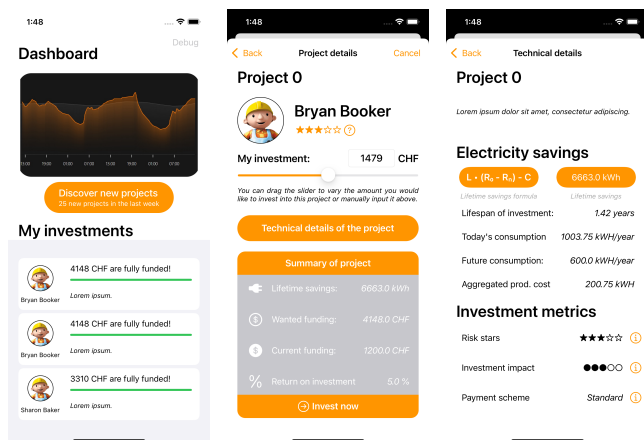 1:48
Debug
Dashboard
Discover new projects
25 new projects in the last week
My investments
4148 CHF are fully funded!
Bryan Booker
Lorem ipsum.
4148 CHF are fully funded!
Bryan Booker
Lorem ipsum.
3310 CHF are fully funded!
Sharon Baker
Lorem ipsum.
1:48
Back
Project details
Cancel
Project 0
Bryan Booker
★★★☆☆ ?
My investment:
1479 CHF
You can drag the slider to vary the amount you would
like to invest into this project or manually input it above.
Technical details of the project
Summary of project
Lifetime savings: 6663.0 kWh
Wanted funding: 4148.0 CHF
Current funding: 1200.0 CHF
Return on investment 5.0 %
Invest now
1:48
Back
Technical details
Project 0
Lorem ipsum dolor sit amet, consectetur adipiscing.
Electricity savings
L • (R₀ - Rₙ) - C
6663.0 kWh
Lifetime savings formula
Lifetime savings
Lifespan of investment: 1.42 years
Today's consumption 1003.75 kWH/year
Future consumption: 600.0 kWH/year
Aggregated prod. cost 200.75 kWH
Investment metrics
Risk stars ★★★☆☆
Investment impact ●●●○○
Payment scheme Standard